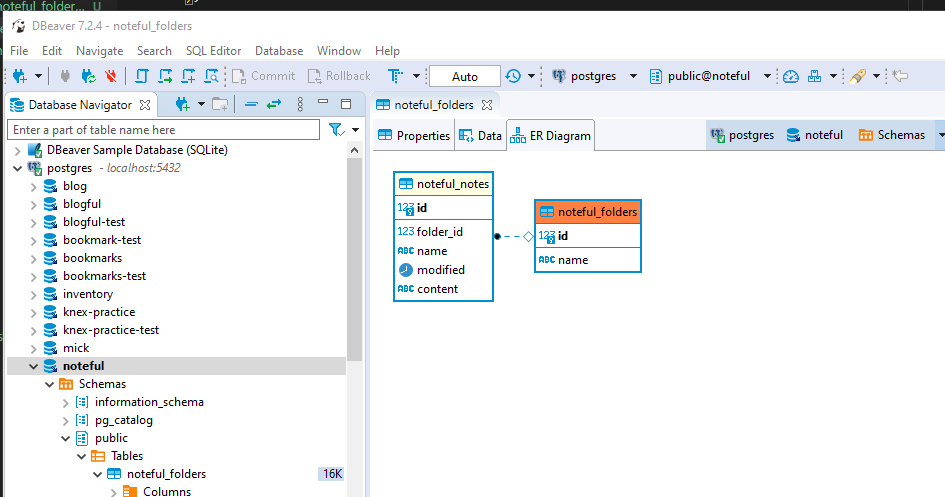 noteful_folder... U
DBeaver 7.2.4 - noteful_folders
File Edit Navigate Search SQL Editor Database Window Help
Commit Rollback Auto postgres public@noteful
Database Navigator
Enter a part of table name here
DBeaver Sample Database (SQLite)
postgres - localhost:5432
blog
blogful
blogful-test
bookmark-test
bookmarks
bookmarks-test
inventory
knex-practice
knex-practice-test
mick
noteful
Schemas
information_schema
pg_catalog
public
Tables
noteful_folders 16K
Columns
noteful_folders
Properties Data ER Diagram postgres noteful Schemas
noteful_notes
123 id
123 folder_id
ABC name
modified
ABC content
noteful_folders
123 id
ABC name